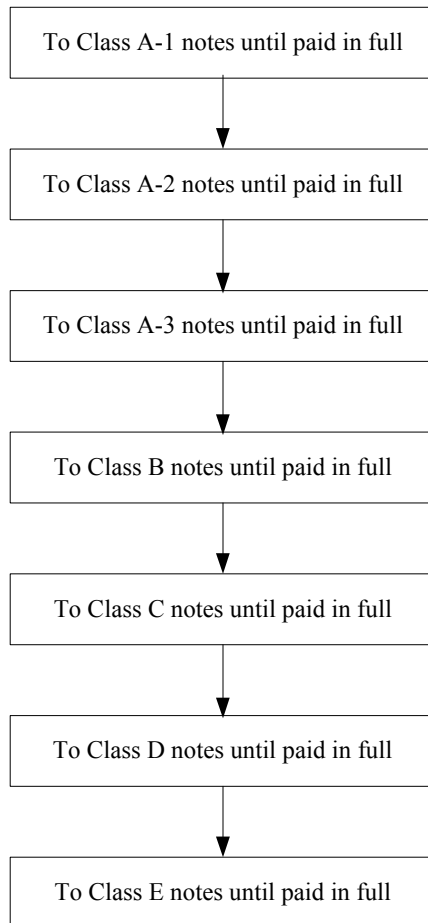 To Class A-1 notes until paid in full
To Class A-2 notes until paid in full
To Class A-3 notes until paid in full
To Class B notes until paid in full
To Class C notes until paid in full
To Class D notes until paid in full
To Class E notes until paid in full